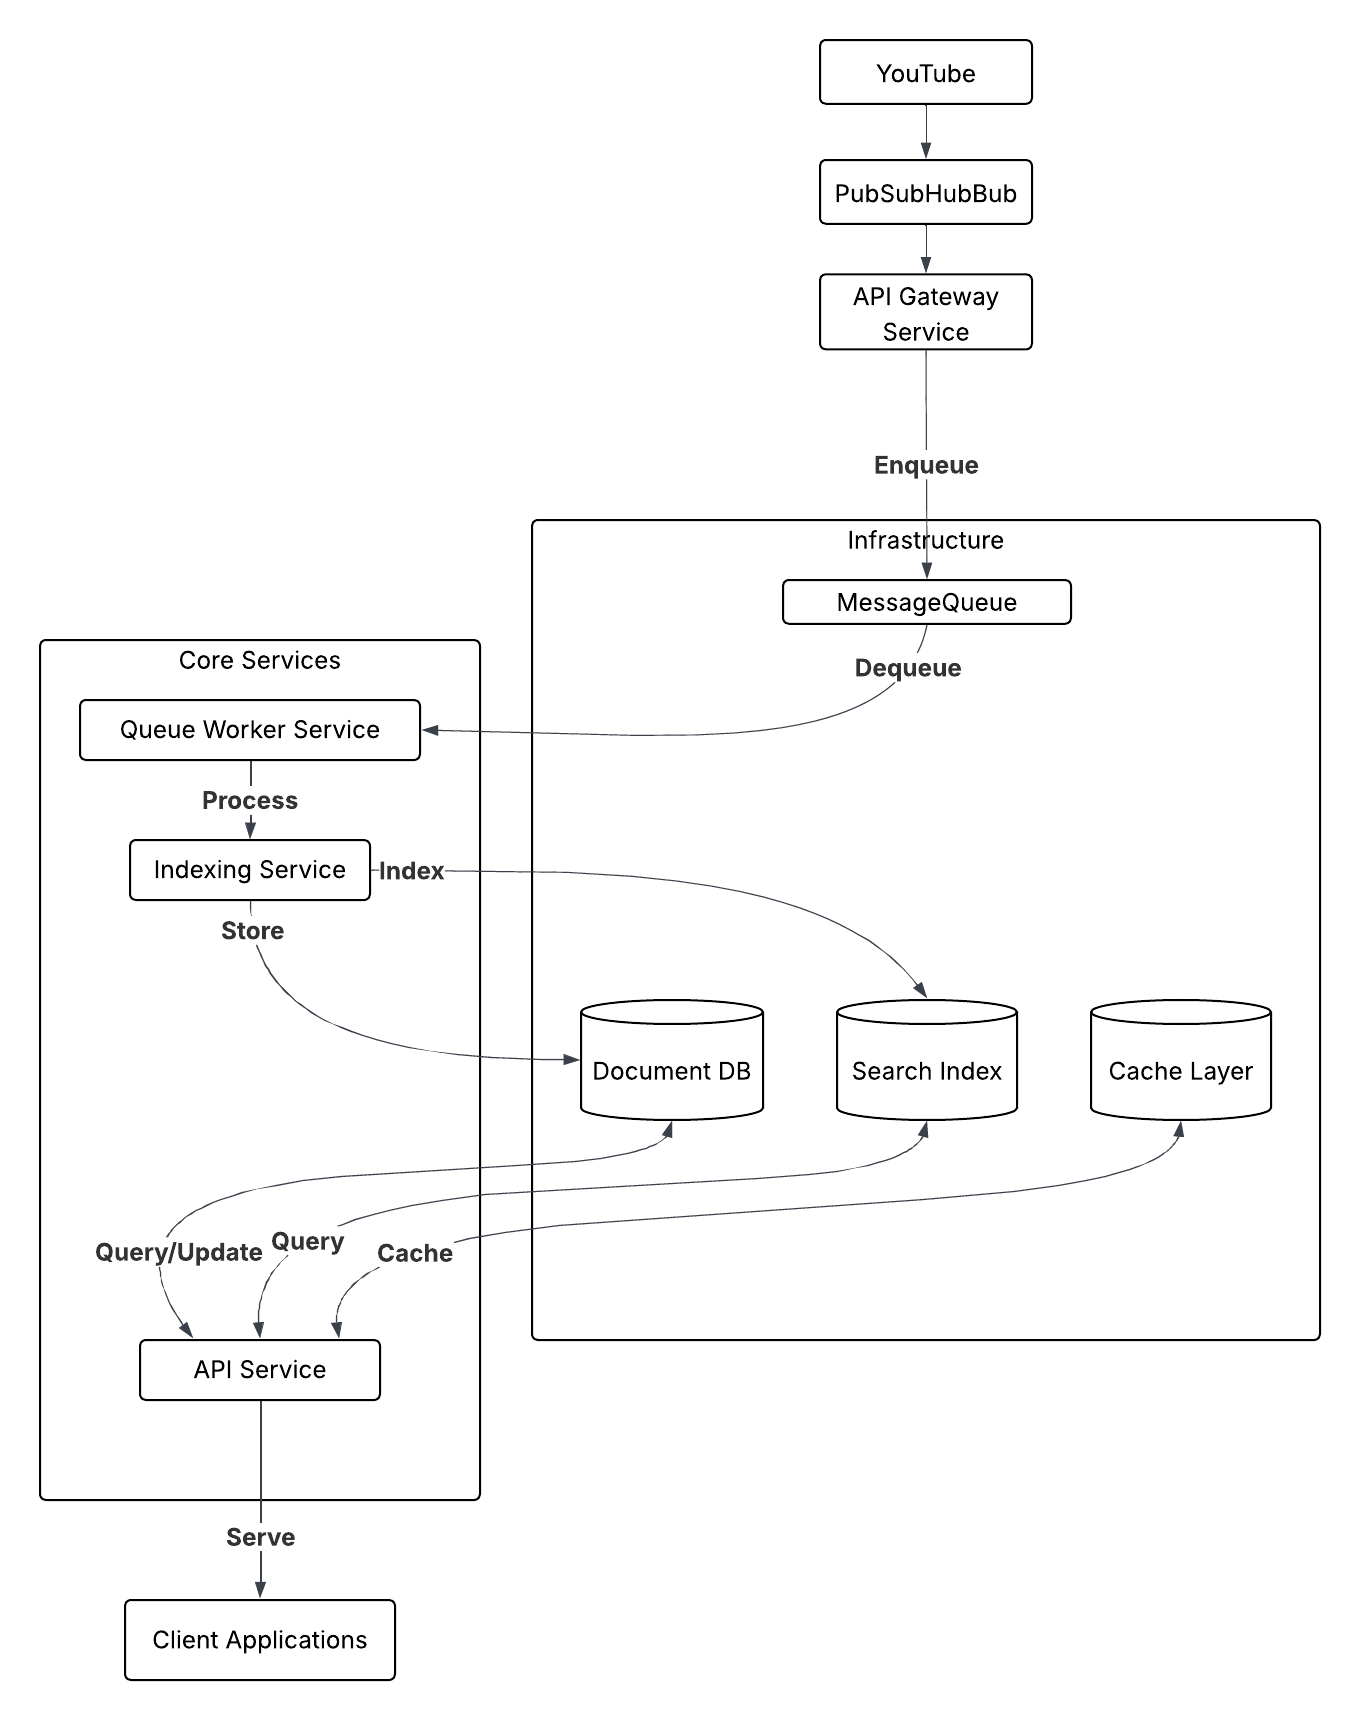 YouTube
PubSubHubBub
API Gateway
Service
Enqueue
Infrastructure
MessageQueue
Dequeue
Core Services
Queue Worker Service
Process
Indexing Service
Index
Store
Document DB
Search Index
Cache Layer
Query/Update
Query
Cache
API Service
Serve
Client Applications